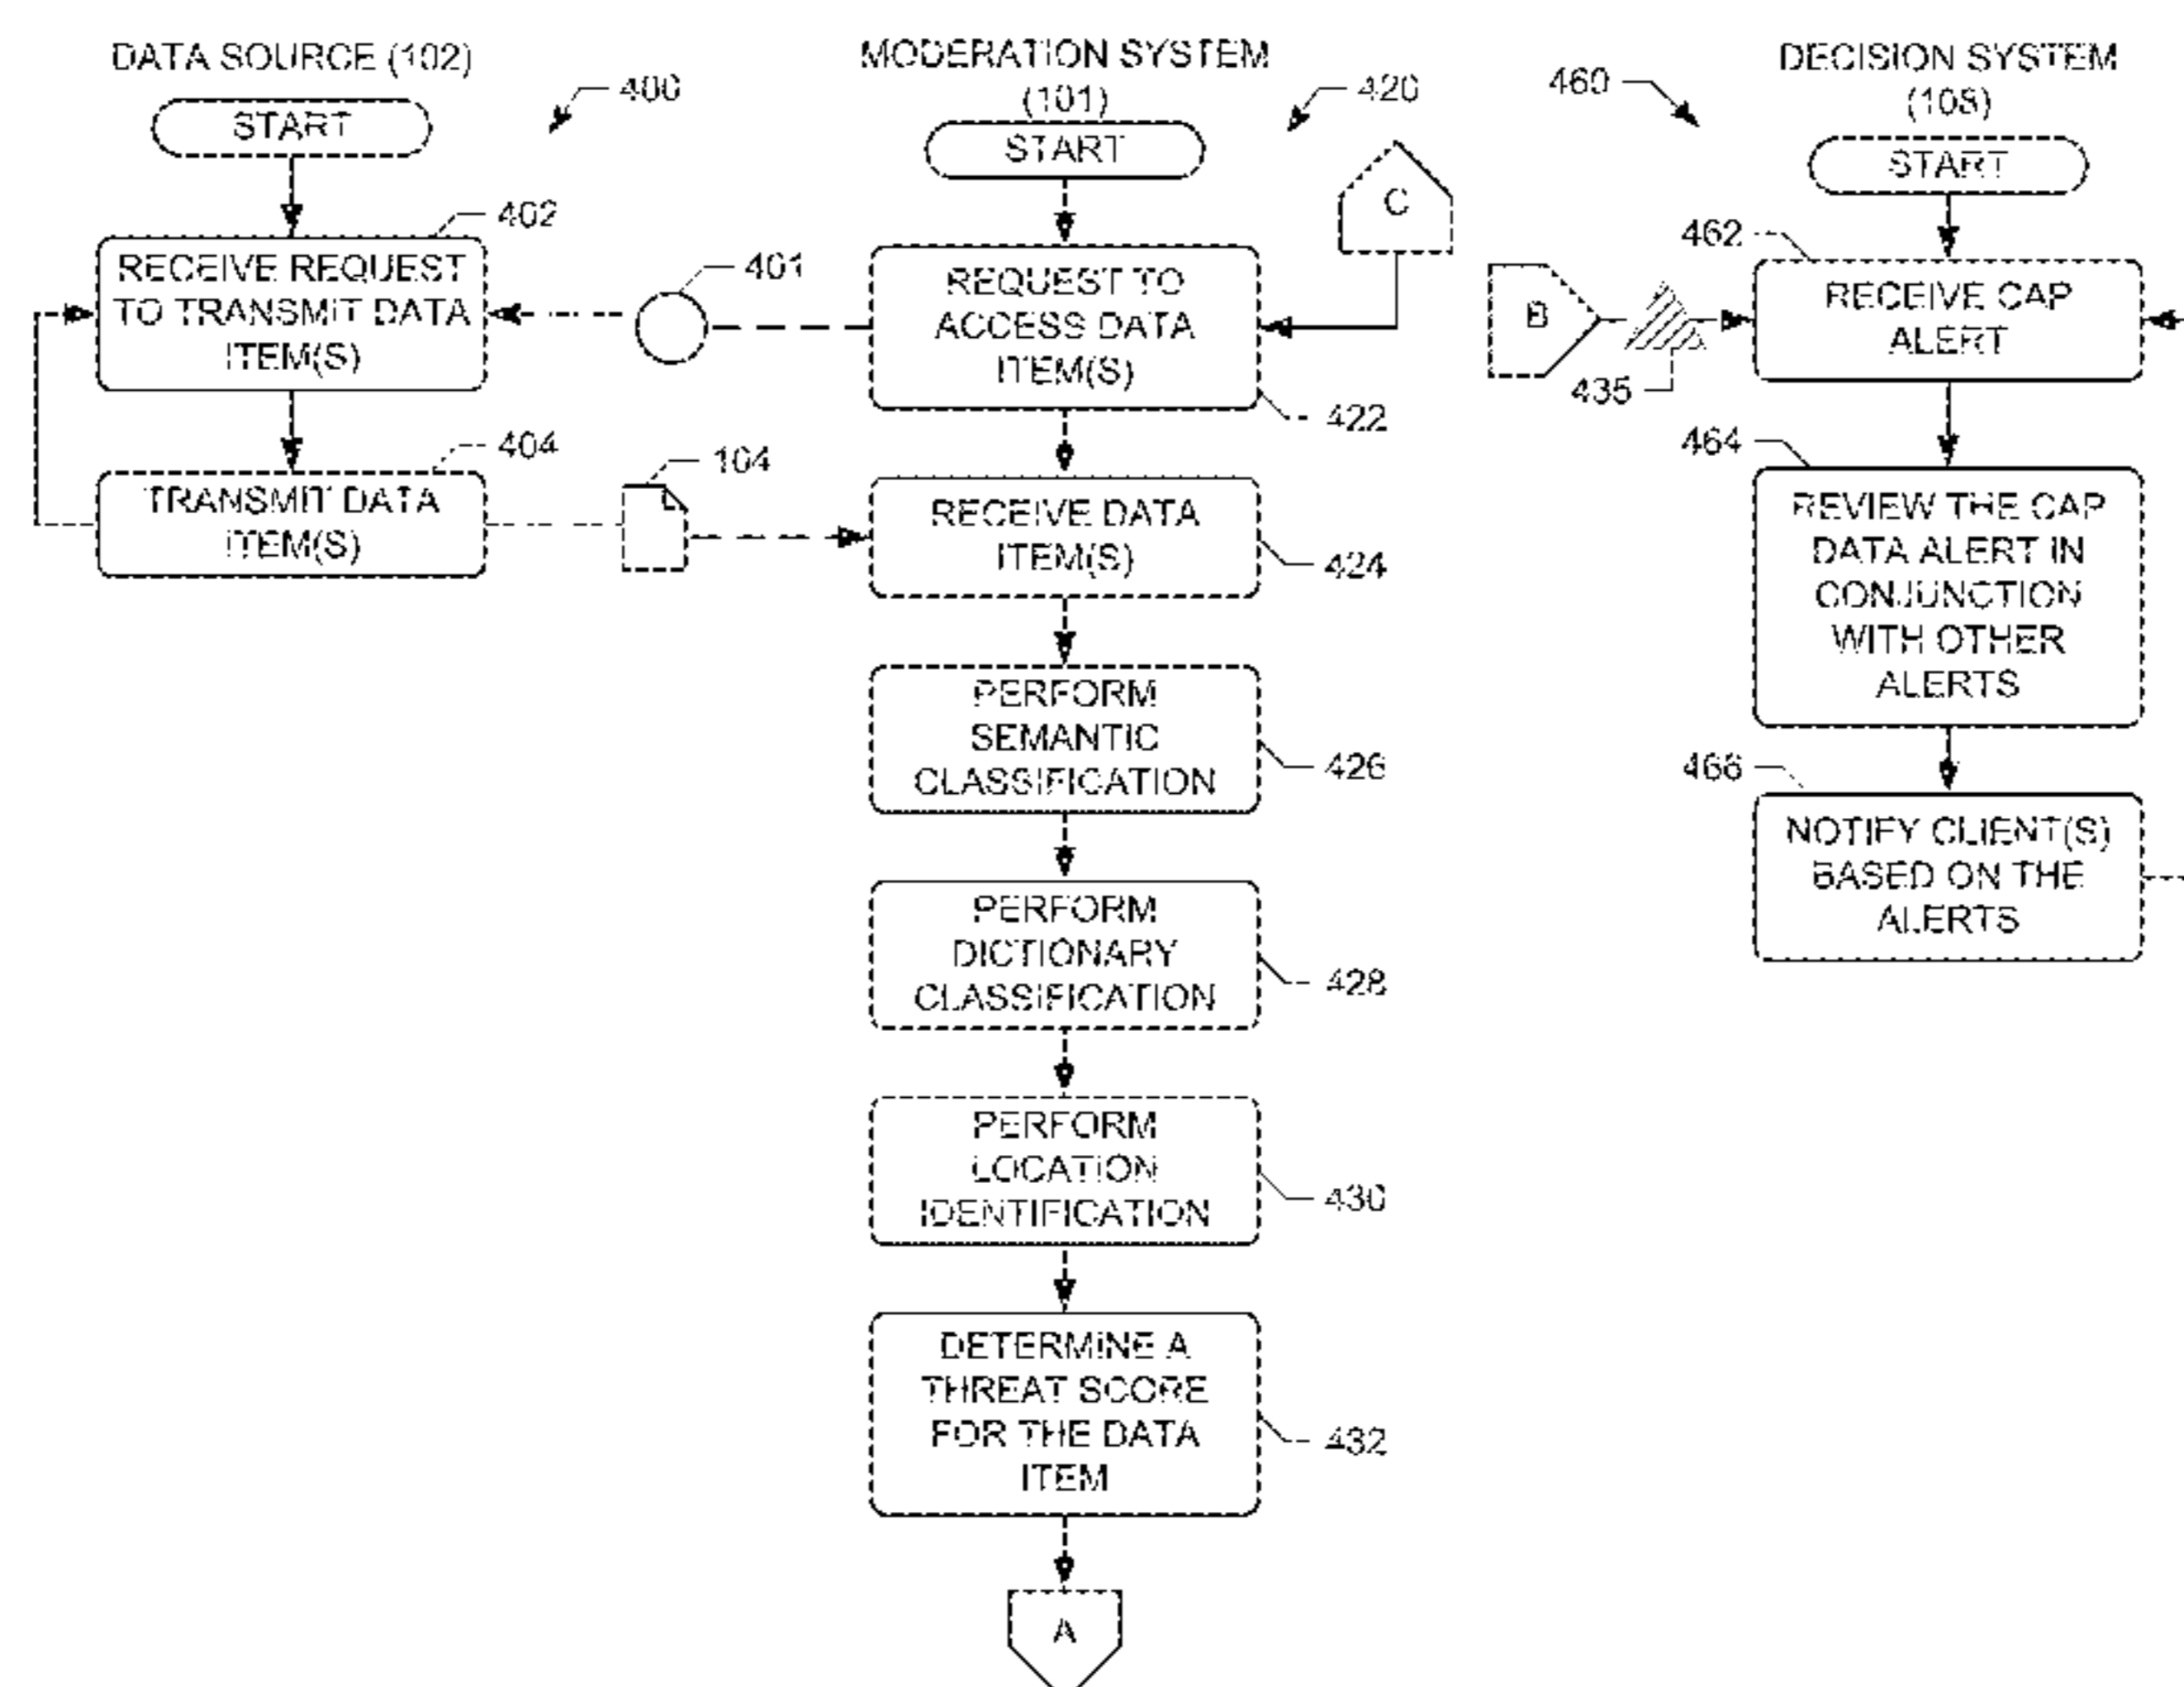 DATA SOURCE (102)
400
START
402
RECEIVE REQUEST
TO TRANSMIT DATA
ITEM(S)
401
404
TRANSMIT DATA
ITEM(S)
104
MODERATION SYSTEM
(101)
420
START
C
REQUEST TO
ACCESS DATA
ITEM(S)
422
RECEIVE DATA
ITEM(S)
424
PERFORM
SEMANTIC
CLASSIFICATION
426
PERFORM
DICTIONARY
CLASSIFICATION
428
PERFORM
LOCATION
IDENTIFICATION
430
DETERMINE A
THREAT SCORE
FOR THE DATA
ITEM
432
A
DECISION SYSTEM
(108)
460
START
462
B
435
RECEIVE CAP
ALERT
464
REVIEW THE CAP
DATA ALERT IN
CONJUNCTION
WITH OTHER
ALERTS
466
NOTIFY CLIENT(S)
BASED ON THE
ALERTS